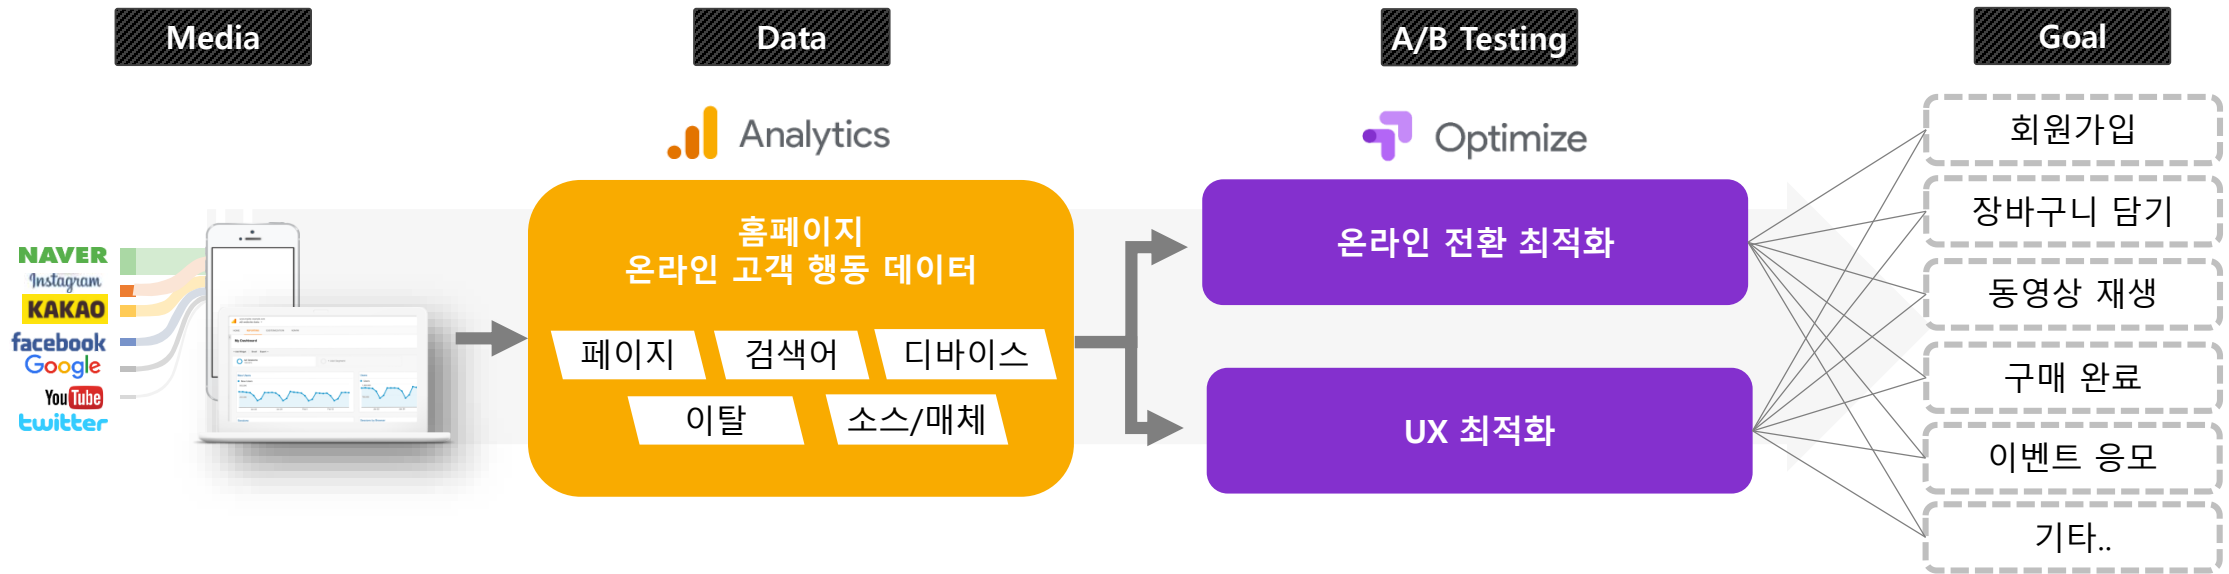 Media
Data
A/B Testing
Goal
Analytics
Optimize
NAVER
Instagram
KAKAO
facebook
Google
YouTube
twitter
My Dashboard
홈페이지
온라인 고객 행동 데이터
페이지
검색어
디바이스
이탈
소스/매체
온라인 전환 최적화
UX 최적화
회원가입
장바구니 담기
동영상 재생
구매 완료
이벤트 응모
기타..